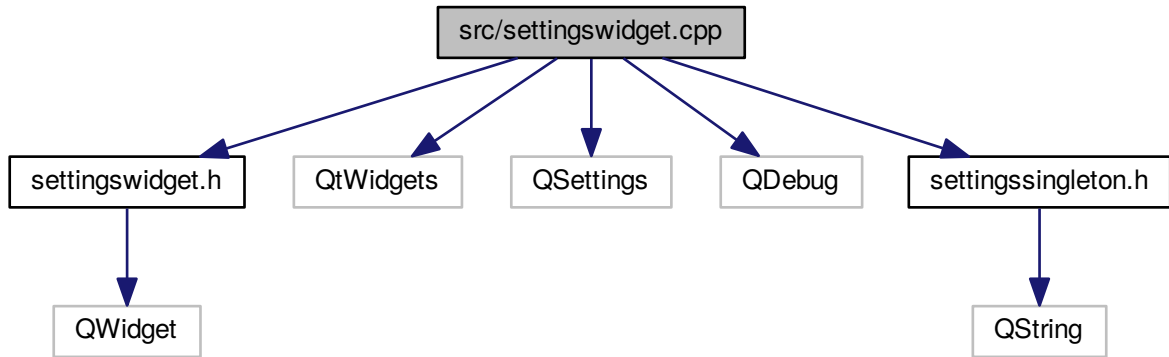 src/settingswidget.cpp
settingswidget.h
QtWidgets
QSettings
QDebug
settingssingleton.h
QWidget
QString